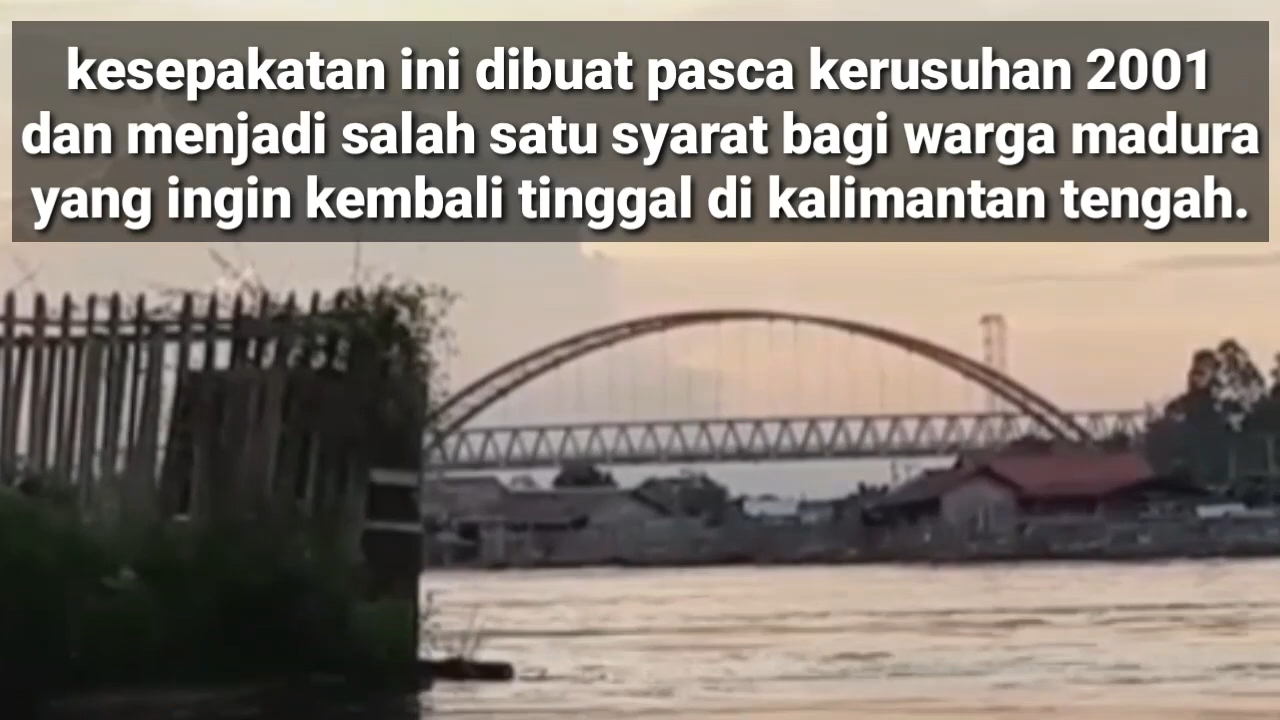 kesepakatan ini dibuat pasca kerusuhan 2001
dan menjadi salah satu syarat bagi warga madura
yang ingin kembali tinggal di kalimantan tengah.